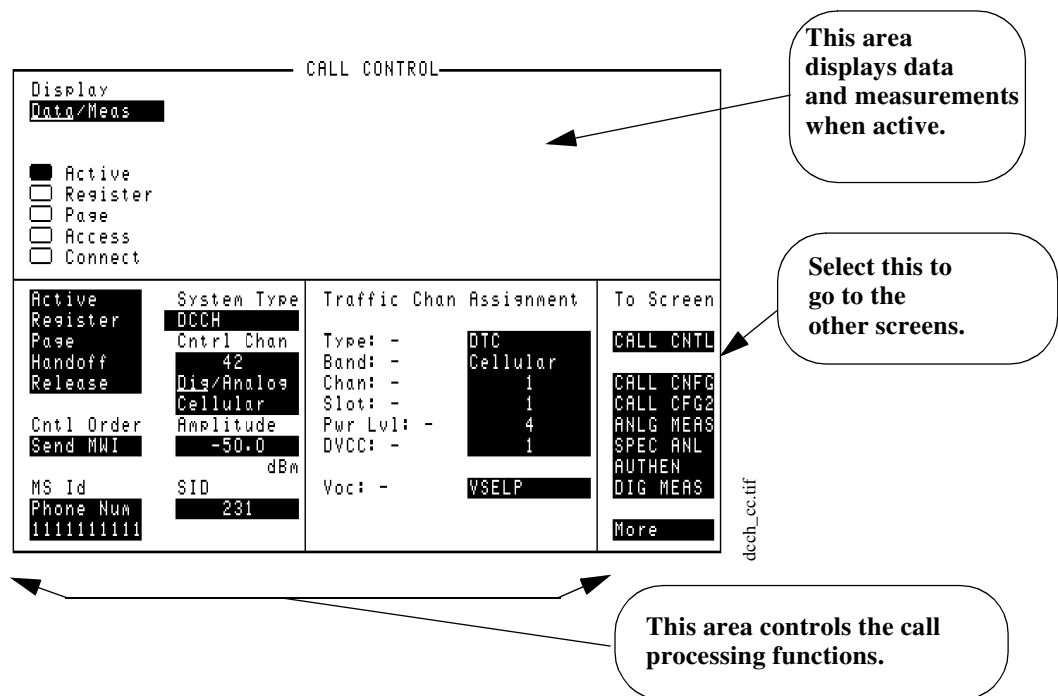 CALL CONTROL
Display
Data/Meas
Active
Register
Page
Access
Connect
Active
Register
Page
Handoff
Release
Cntl Order
Send MWI
MS Id
Phone Num
1111111111
System Type
DCCH
Cntrl Chan
42
Dig/Analog
Cellular
Amplitude
-50.0
dBm
SID
231
Traffic Chan Assignment
Type: - DTC
Band: - Cellular
Chan: - 1
Slot: - 1
Pwr Lvl: - 4
DVCC: - 1
Voc: - VSELP
To Screen
CALL CNTL
CALL CNFG
CALL CFG2
ANLG MEAS
SPEC ANL
AUTHEN
DIG MEAS
More
dcch_cc.tif
This area
displays data
and measurements
when active.
Select this to
go to the
other screens.
This area controls the call
processing functions.